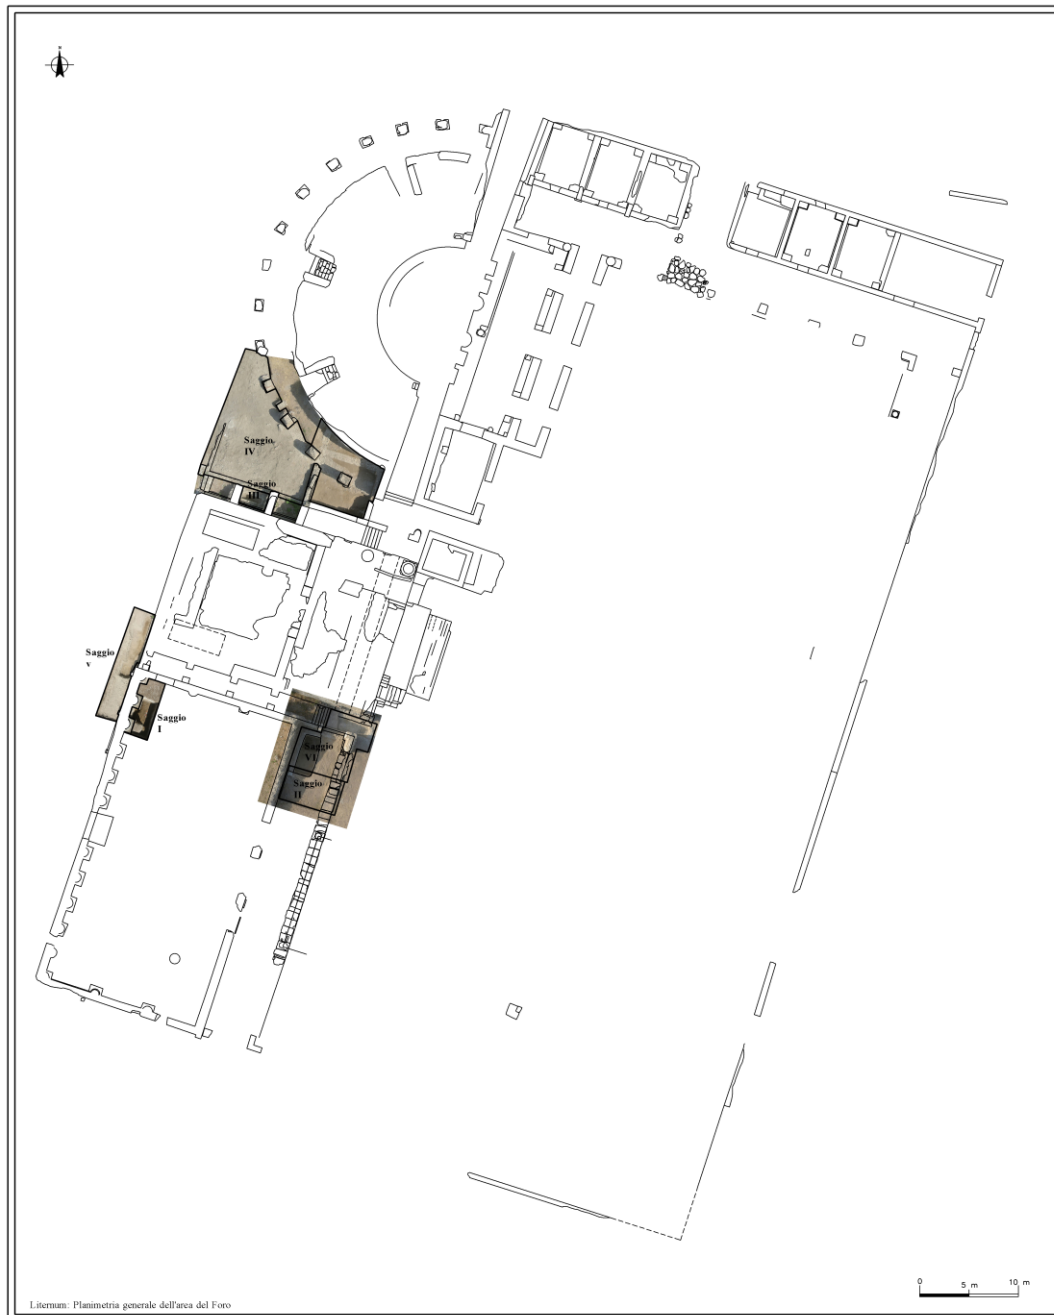 Saggio
IV
Saggio
III
Saggio
v
Saggio
I
Saggio
VI
Saggio
II
0 5 m 10 m
Liternum: Planimetria generale dell'area del Foro